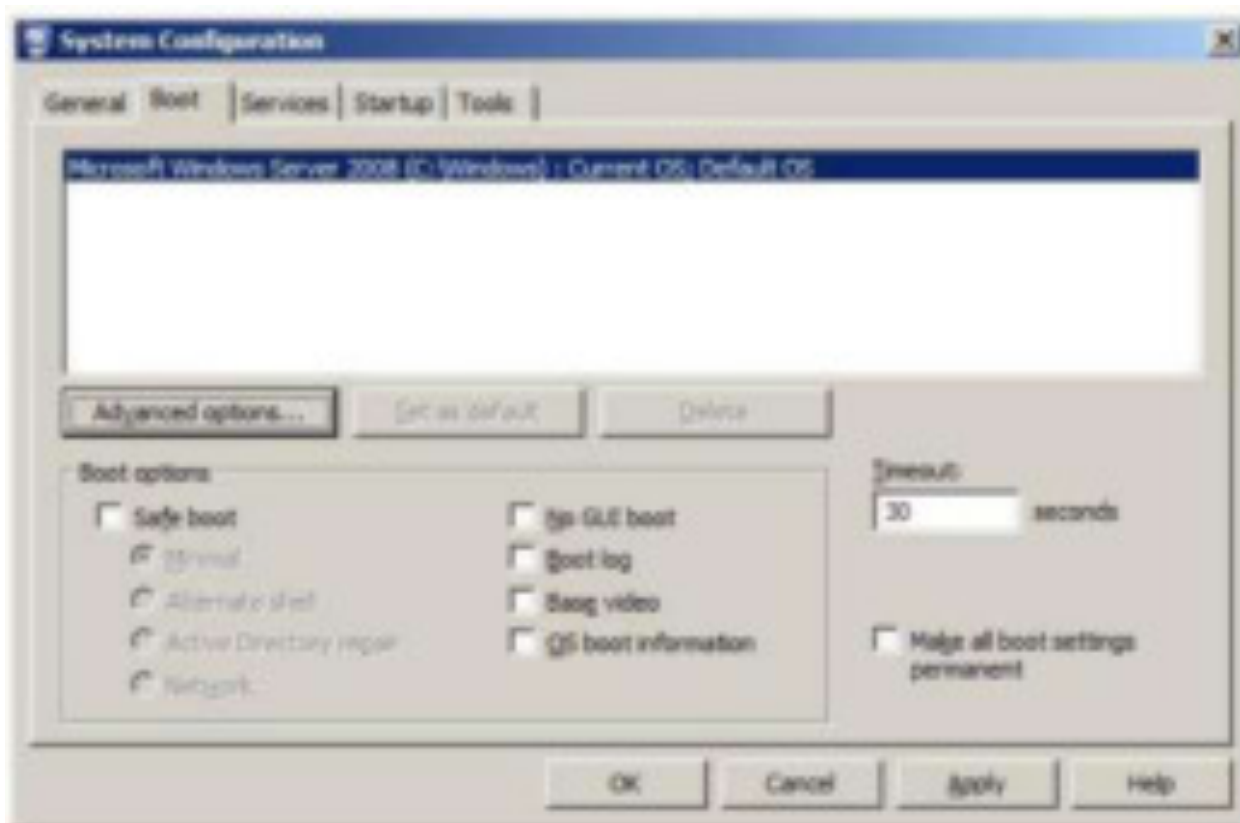 System Configuration
General Boot Services Startup Tools
Microsoft Windows Server 2008 (C:\Windows) : Current OS; Default OS
Advanced options... Set as default Delete
Boot options
Timeout:
30 seconds
Safe boot
Minimal
Alternate shell
Active Directory repair
Network
No GUI boot
Boot log
Base video
OS boot information
Make all boot settings
permanent
OK Cancel Apply Help